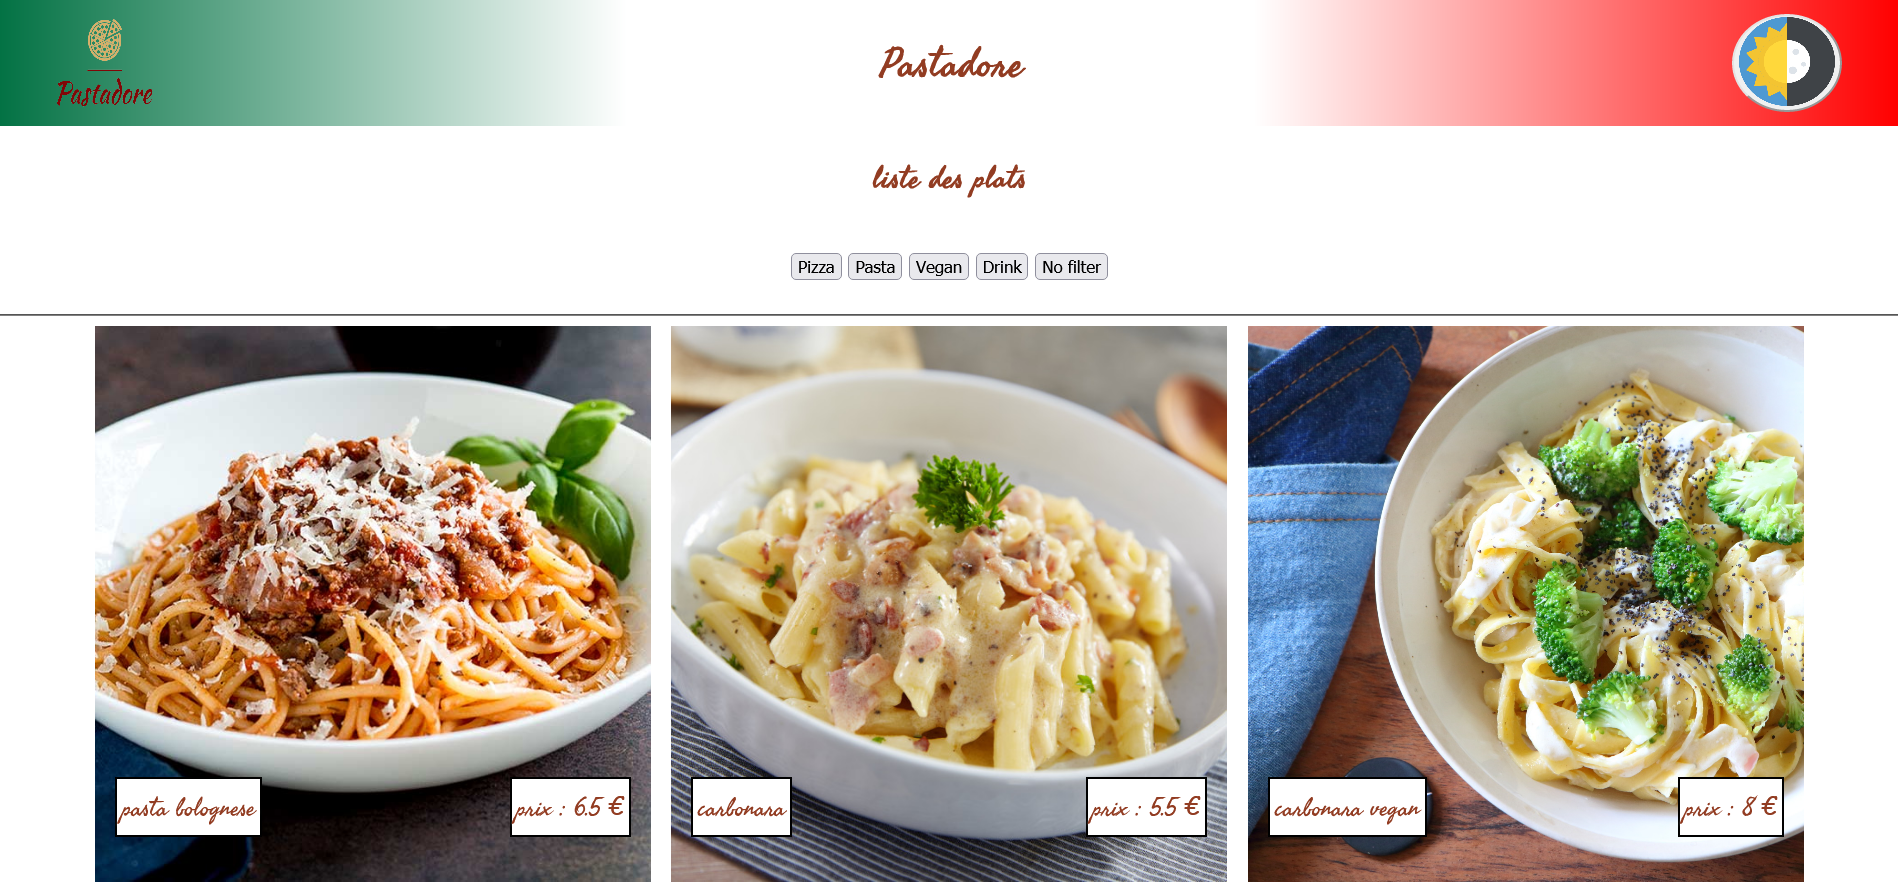 Pastadore
Pastadore
liste des plats
Pizza
Pasta
Vegan
Drink
No filter
pasta bolognese
prix : 6.5 €
carbonara
prix : 5.5 €
carbonara vegan
prix : 8 €